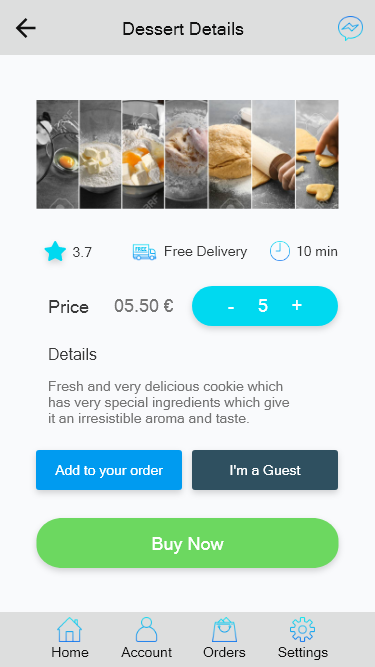 Dessert Details
3.7
FREE
Free Delivery
10 min
Price
05.50 €
- 5 +
Details
Fresh and very delicious cookie which
has very special ingredients which give
it an irresistible aroma and taste.
Add to your order
I'm a Guest
Buy Now
Home
Account
Orders
Settings